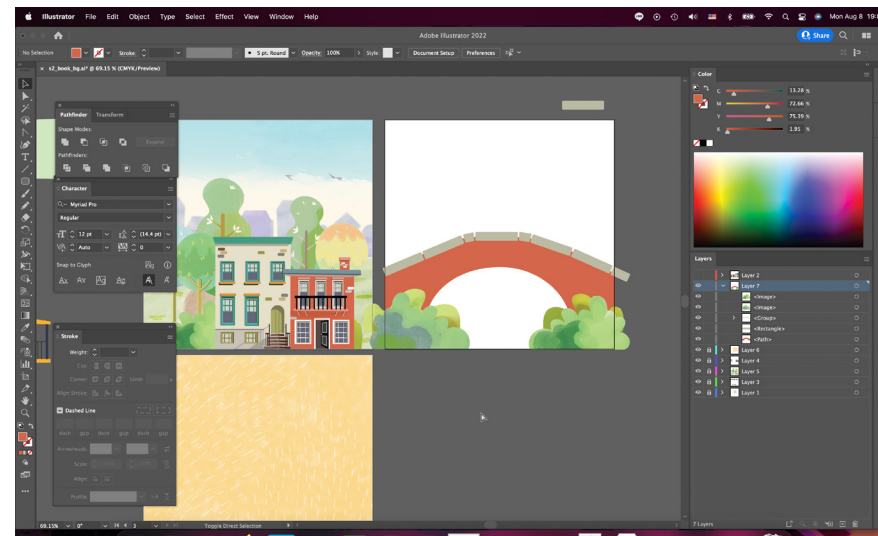 Illustrator File Edit Object Type Select Effect View Window Help
Mon Aug 8
Adobe Illustrator 2022
Share
No Selection Stroke: 5 pt. Round Opacity: 100% Style: Document Setup Preferences
s2_book_bg.ai* @ 69.15 % (CMYK/Preview)
Pathfinder Transform
Shape Modes:
Expand
Pathfinders:
Character
Myriad Pro
Regular
12 pt (14.4 pt)
Auto 0
Snap to Glyph
Stroke
Weight:
Cap:
Corner: Limit:
Align Stroke:
Dashed Line
dash gap dash gap dash gap
Arrowheads:
Scale:
Align:
Profile:
Color
C 13.28 %
M 72.66 %
Y 75.39 %
K 1.95 %
Layers
Layer 2
Layer 7
<Image>
<Image>
<Group>
<Rectangle>
<Path>
Layer 6
Layer 4
Layer 5
Layer 3
Layer 1
7 Layers
69.15% 0° 3 Toggle Direct Selection